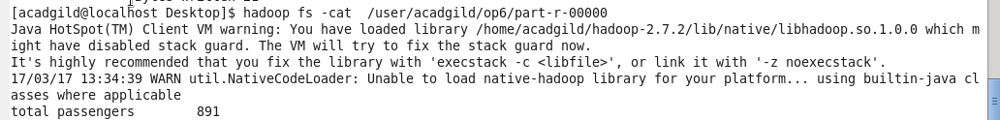 [acadgild@localhost Desktop]$ hadoop fs -cat  /user/acadgild/op6/part-r-00000
Java HotSpot(TM) Client VM warning: You have loaded library /home/acadgild/hadoop-2.7.2/lib/native/libhadoop.so.1.0.0 which m
ight have disabled stack guard. The VM will try to fix the stack guard now.
It's highly recommended that you fix the library with 'execstack -c <libfile>', or link it with '-z noexecstack'.
17/03/17 13:34:39 WARN util.NativeCodeLoader: Unable to load native-hadoop library for your platform... using builtin-java cl
asses where applicable
total passengers        891